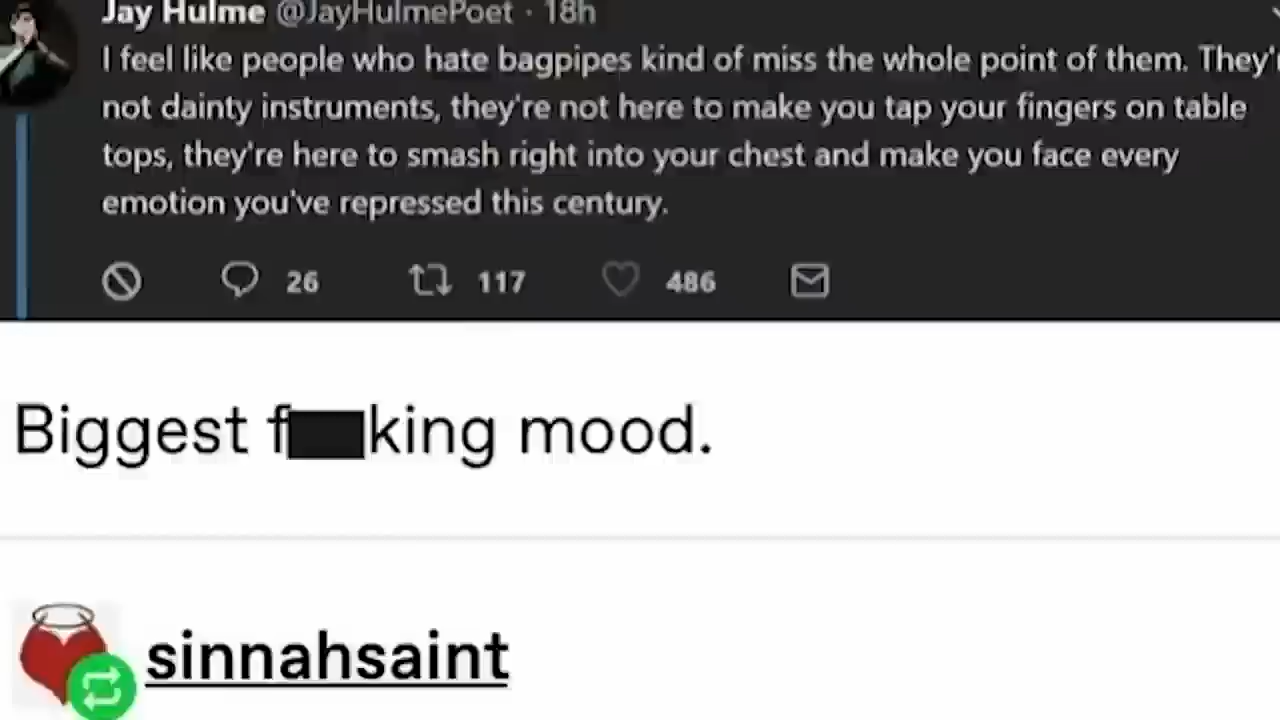 Jay Hulme @JayHulmePoet · 18h
I feel like people who hate bagpipes kind of miss the whole point of them. They'r
not dainty instruments, they're not here to make you tap your fingers on table
tops, they're here to smash right into your chest and make you face every
emotion you've repressed this century.
26 117 486
Biggest f██king mood.
sinnahsaint